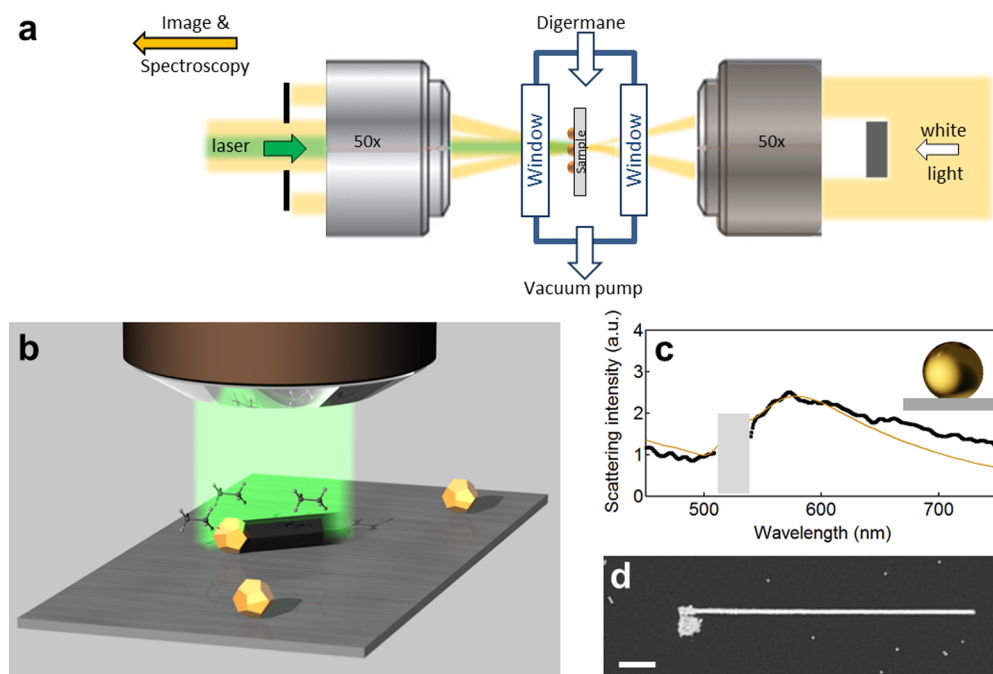 a
Image &
Spectroscopy
Digermane
laser
50x
Window
Sample
Window
50x
white
light
Vacuum pump
b
c
Scattering intensity (a.u.)
4
3
2
1
0
500
600
700
Wavelength (nm)
d